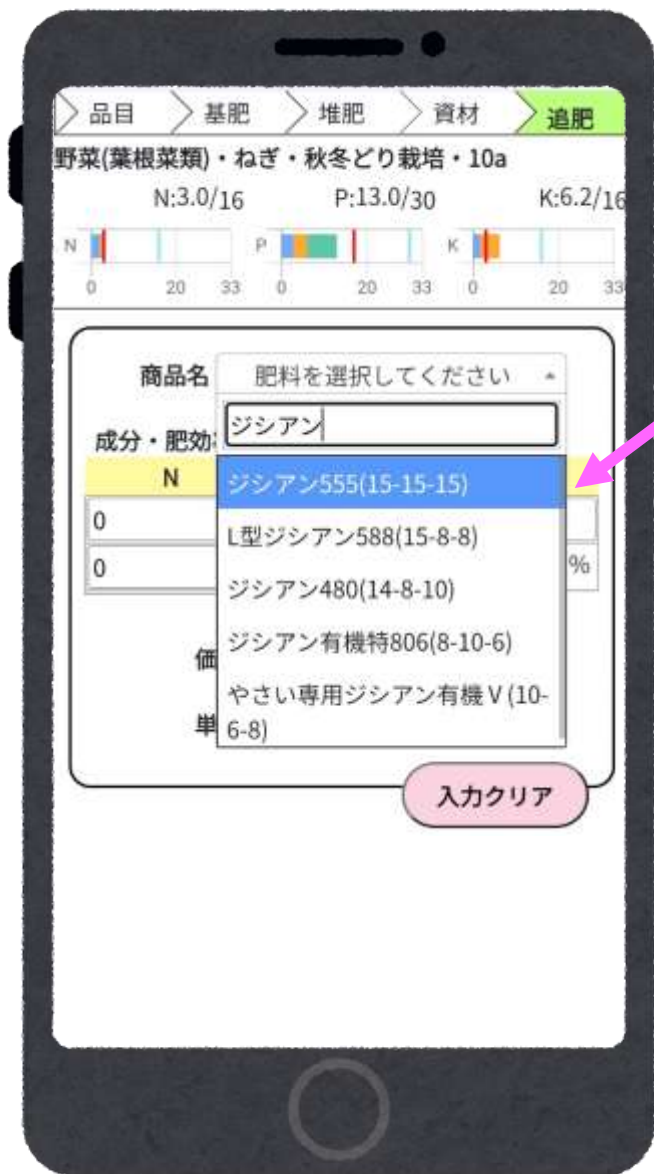 品目 基肥 堆肥 資材 追肥
野菜(葉根菜類)・ねぎ・秋冬どり栽培・10a
N:3.0/16 P:13.0/30 K:6.2/16
N P K
0 20 33 0 20 33 0 20 33
商品名 肥料を選択してください
ジシアン
成分・肥効
N
ジシアン555(15-15-15)
0
L型ジシアン588(15-8-8)
0 %
ジシアン480(14-8-10)
ジシアン有機特806(8-10-6)
価
やさい専用ジシアン有機V(10-
単 6-8)
入力クリア